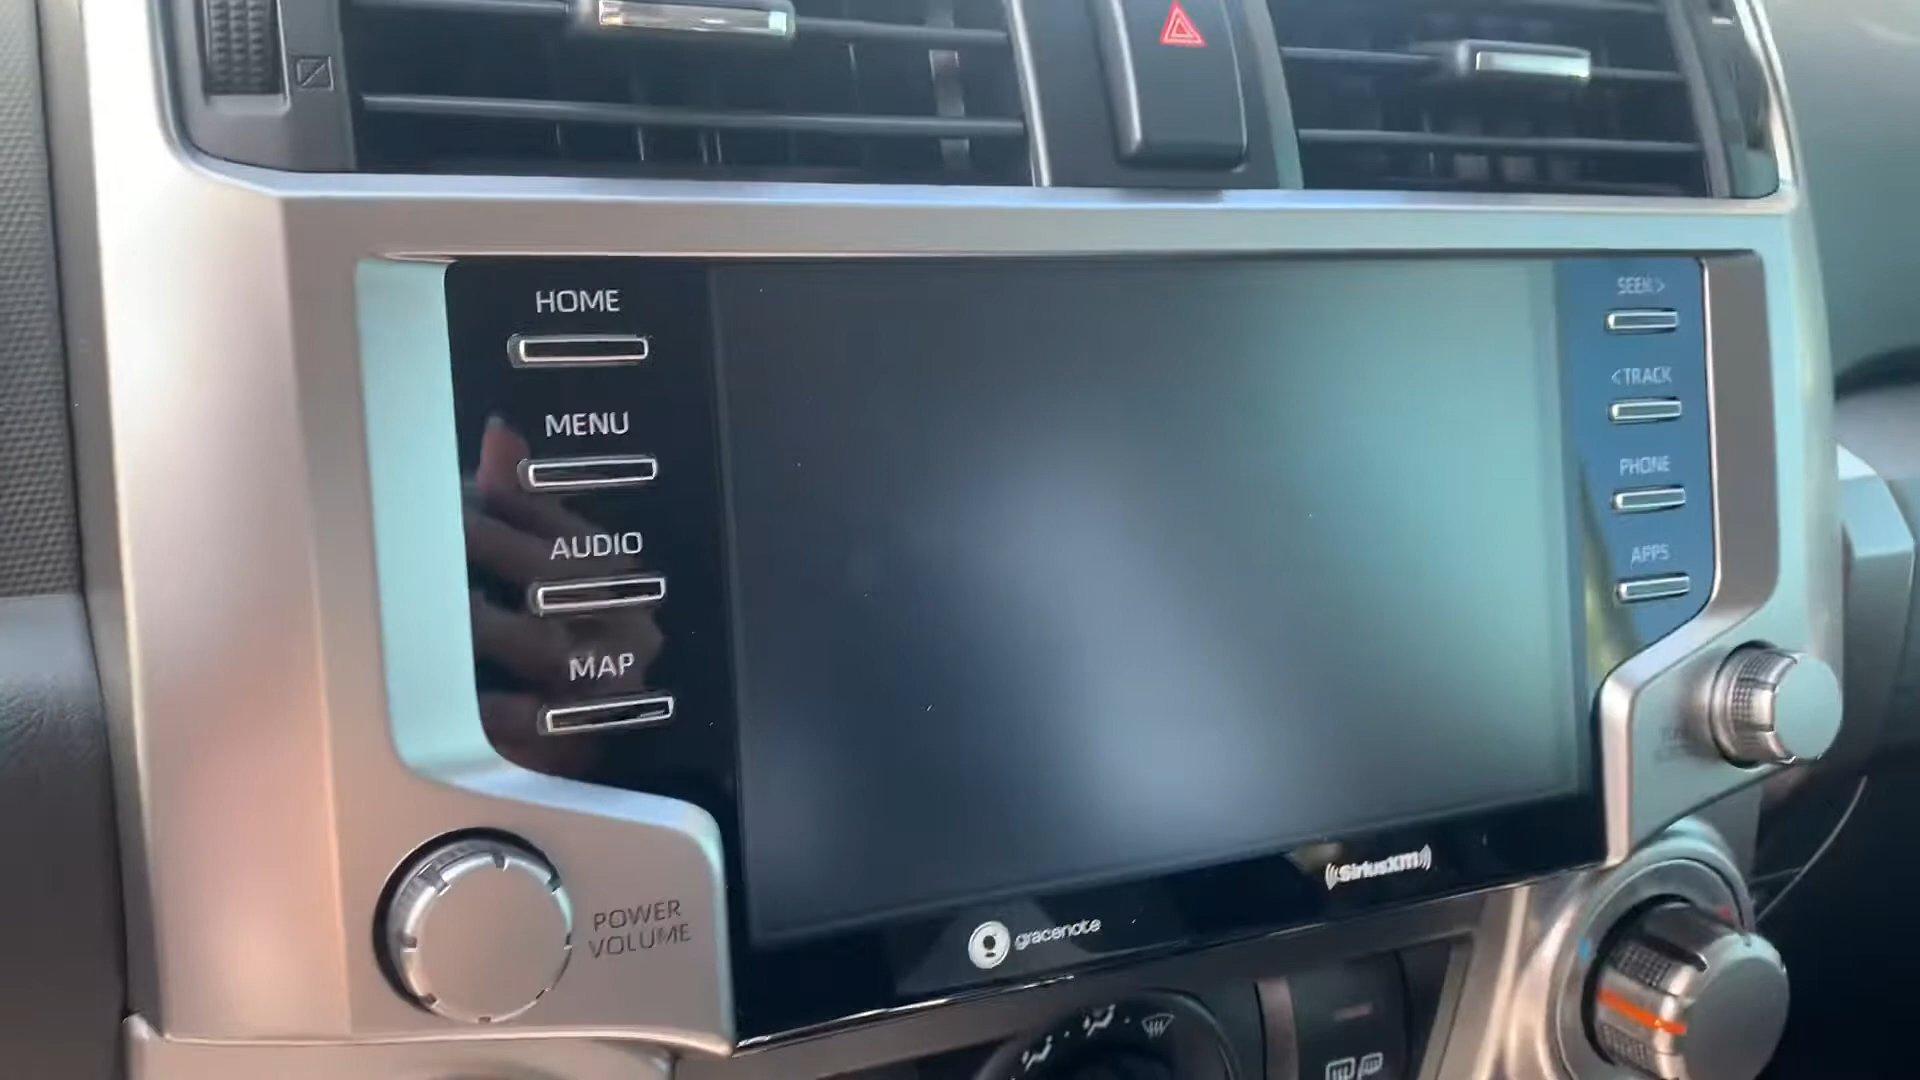 HOME
MENU
AUDIO
MAP
POWER
VOLUME
SEEK>
<TRACK
PHONE
APPS
SiriusXM
gracenote